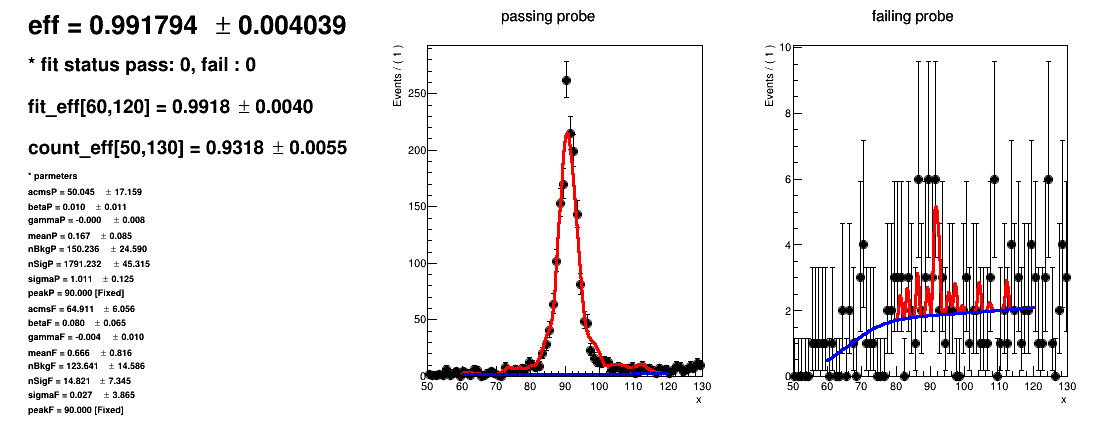 eff = 0.991794 ± 0.004039
* fit status pass: 0, fail : 0
fit_eff[60,120] = 0.9918 ± 0.0040
count_eff[50,130] = 0.9318 ± 0.0055
* parmeters
acmsP = 50.045 ± 17.159
betaP = 0.010 ± 0.011
gammaP = -0.000 ± 0.008
meanP = 0.167 ± 0.085
nBkgP = 150.236 ± 24.590
nSigP = 1791.232 ± 45.315
sigmaP = 1.011 ± 0.125
peakP = 90.000 [Fixed]
acmsF = 64.911 ± 6.056
betaF = 0.080 ± 0.065
gammaF = -0.004 ± 0.010
meanF = 0.666 ± 0.816
nBkgF = 123.641 ± 14.586
nSigF = 14.821 ± 7.345
sigmaF = 0.027 ± 3.865
peakF = 90.000 [Fixed]
passing probe
Events / ( 1 )
250
200
150
100
50
0
50 60 70 80 90 100 110 120 130
x
failing probe
Events / ( 1 )
10
8
6
4
2
0
50 60 70 80 90 100 110 120 130
x